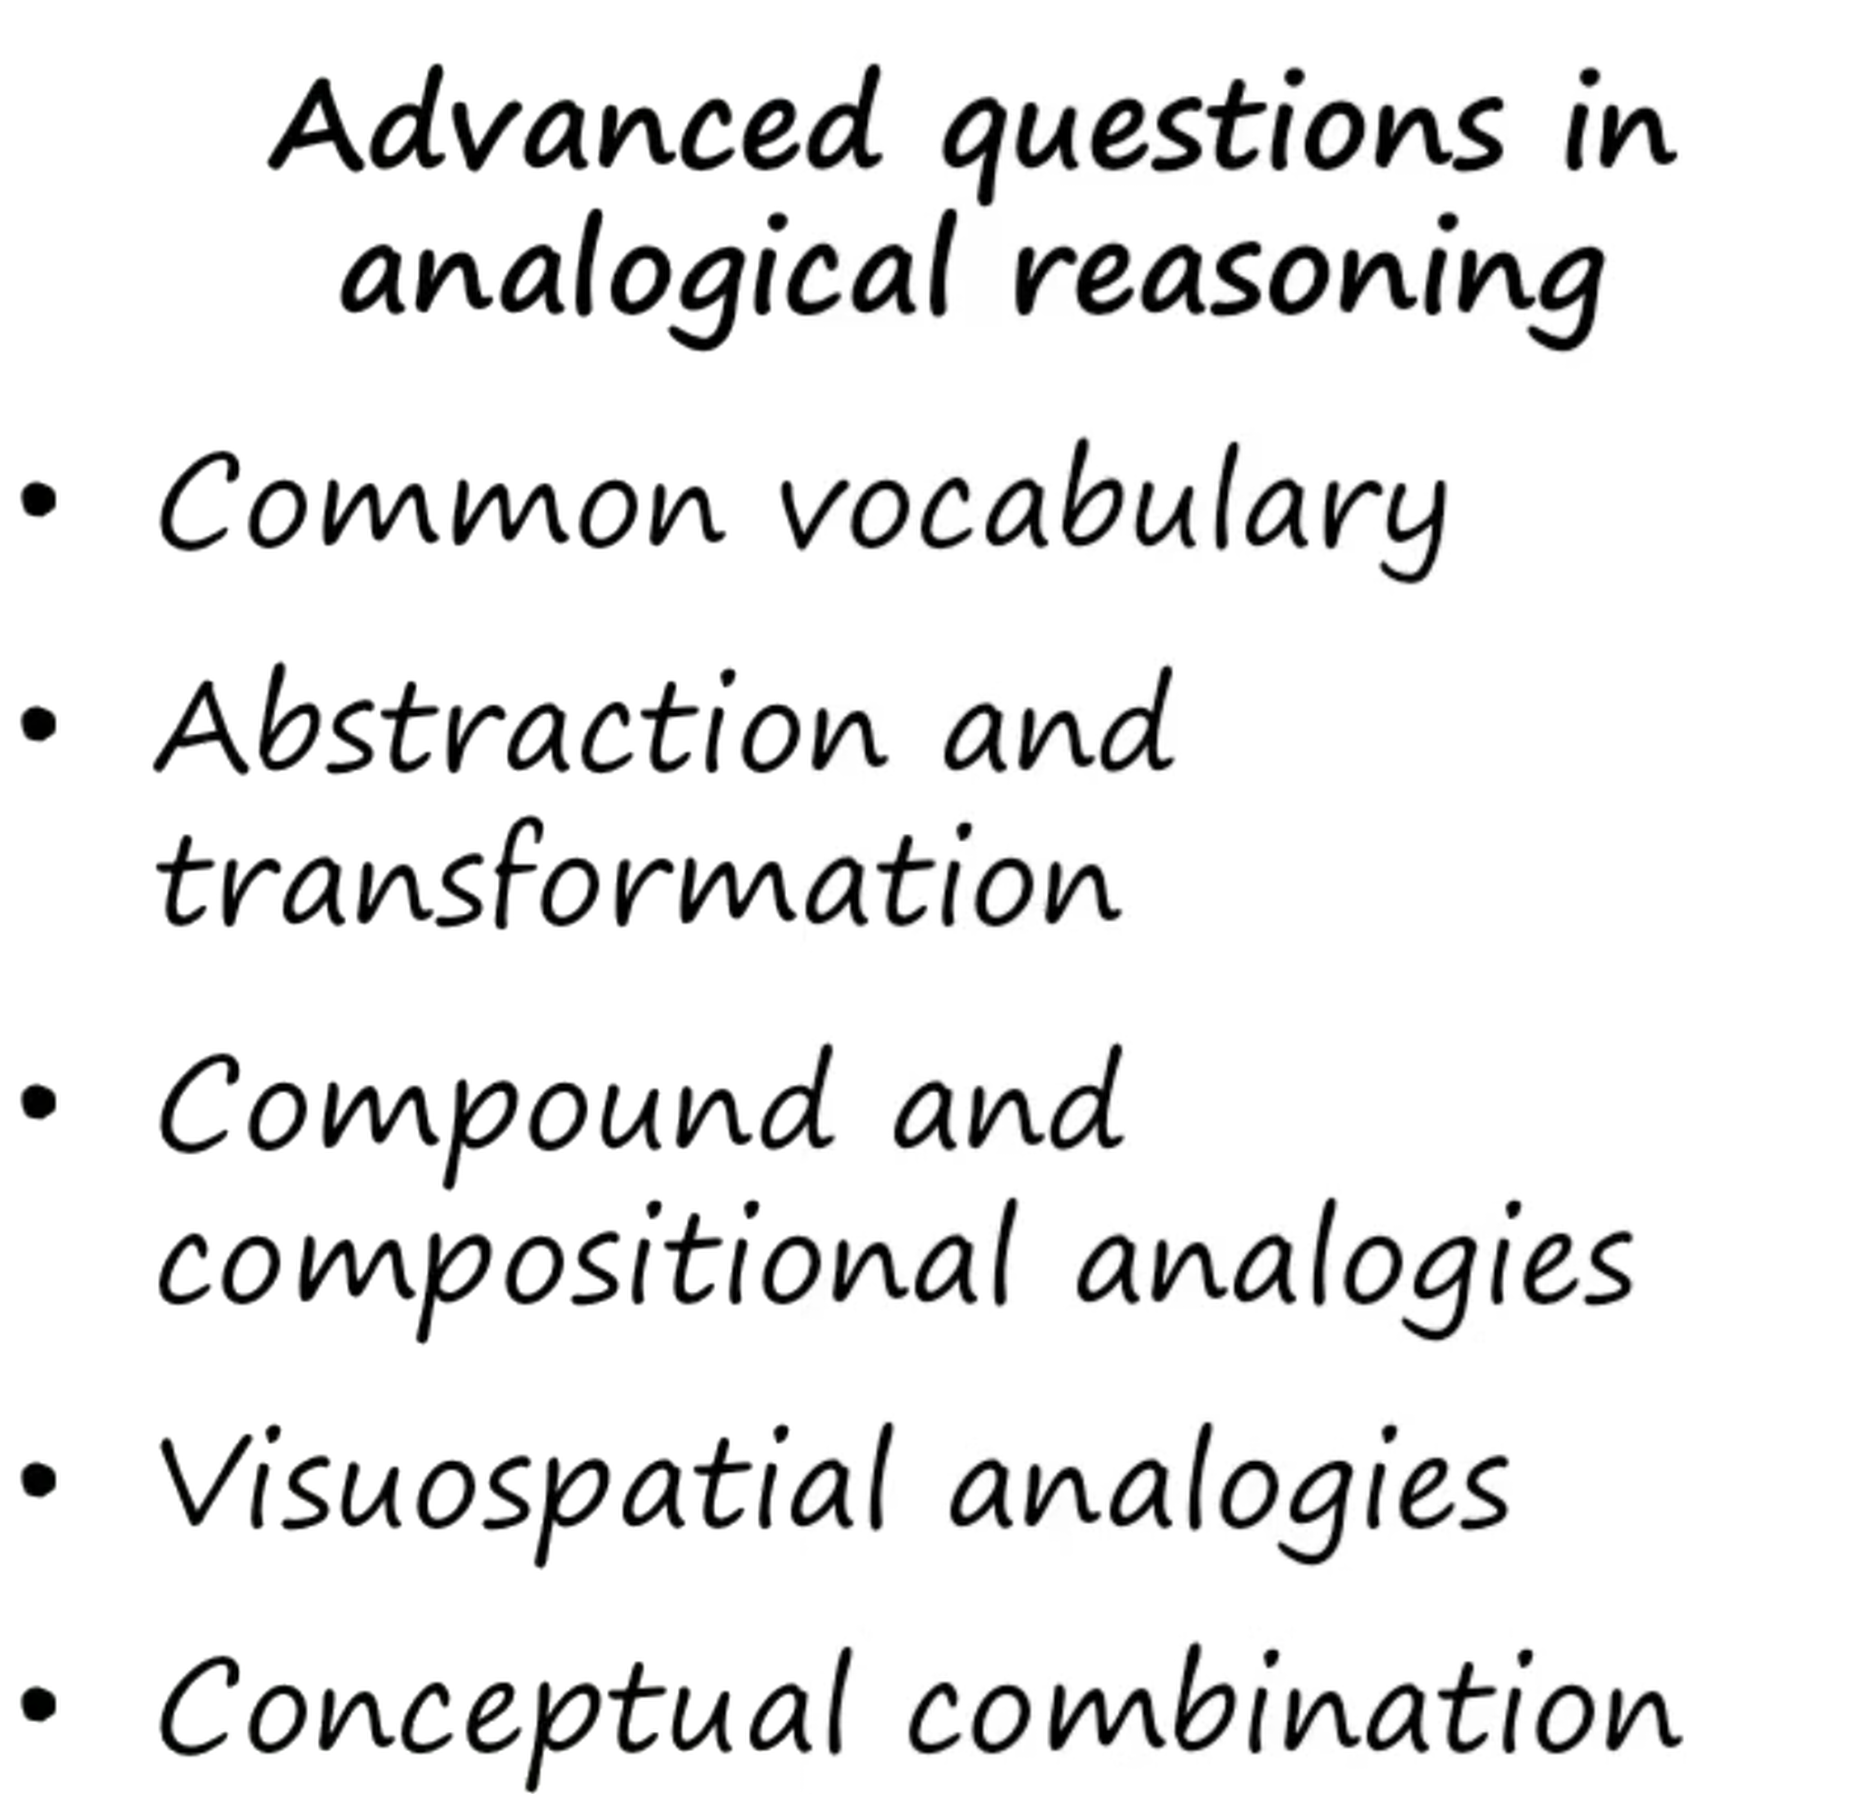 Advanced questions in
analogical reasoning
• Common vocabulary
• Abstraction and
transformation
• Compound and
compositional analogies
• Visuospatial analogies
• Conceptual combination